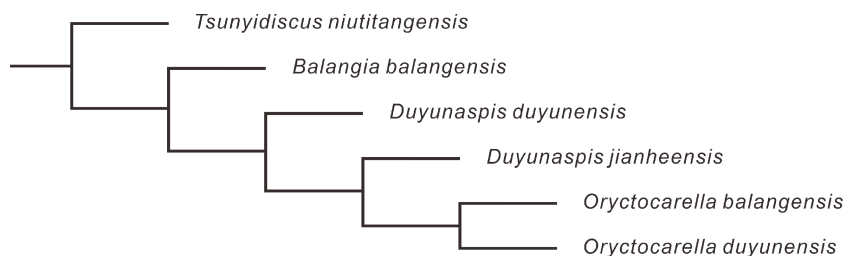 Tsunyidiscus niutitangensis
Balangia balangensis
Duyunaspis duyunensis
Duyunaspis jianheensis
Oryctocarella balangensis
Oryctocarella duyunensis